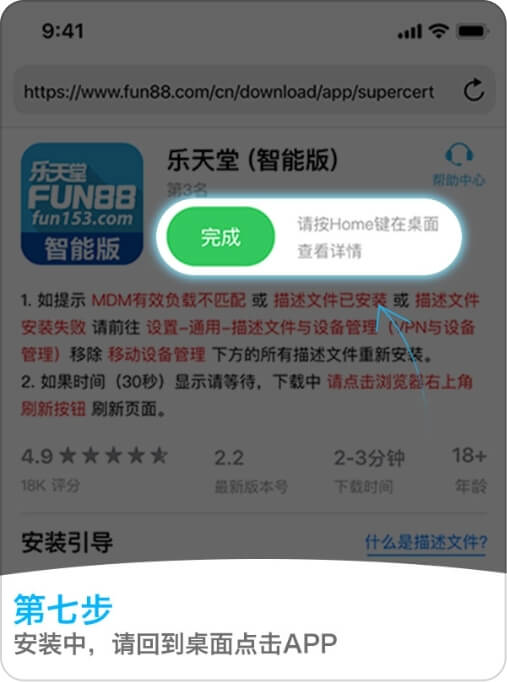 9:41
https://www.fun88.com/cn/download/app/supercert
乐天堂
FUN88
fun153.com
智能版
乐天堂（智能版）
第3名
帮助中心
完成
请按Home键在桌面
查看详情
1. 如提示 MDM有效负载不匹配 或 描述文件已安装 或 描述文件
安装失败 请前往 设置-通用-描述文件与设备管理（VPN与设备
管理）移除 移动设备管理 下方的所有描述文件重新安装。
2. 如果时间（30秒）显示请等待，下载中 请点击浏览器右上角
刷新按钮 刷新页面。
4.9 ★★★★★ 2.2 2-3分钟 18+
18K 评分 最新版本号 下载时间 年龄
安装引导 什么是描述文件?
第七步
安装中，请回到桌面点击APP